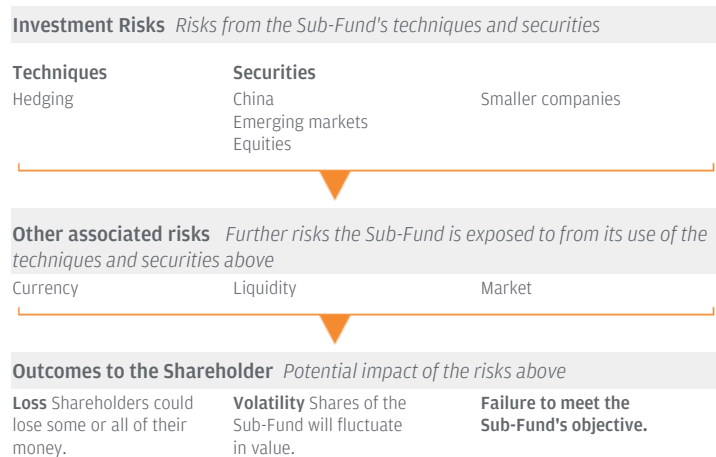 Investment Risks Risks from the Sub-Fund's techniques and securities
Techniques
Hedging
Securities
China
Emerging markets
Equities
Smaller companies
Other associated risks Further risks the Sub-Fund is exposed to from its use of the
techniques and securities above
Currency
Liquidity
Market
Outcomes to the Shareholder Potential impact of the risks above
Loss Shareholders could
lose some or all of their
money.
Volatility Shares of the
Sub-Fund will fluctuate
in value.
Failure to meet the
Sub-Fund's objective.